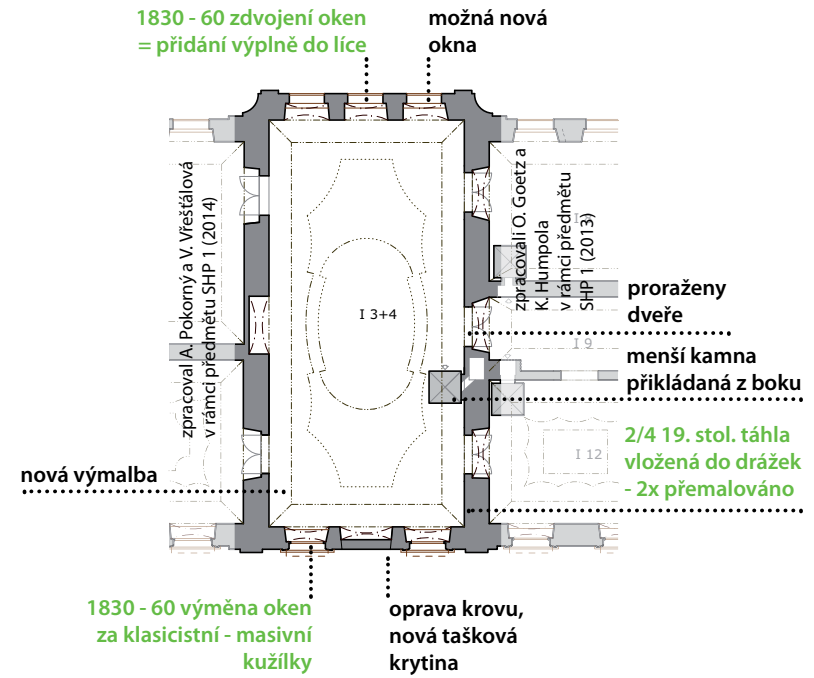 1830 - 60 zdvojení oken
= přidání výplně do líce
možná nová
okna
zpracoval A. Pokorný a V. Vřešťálová
v rámci předmětu SHP 1 (2014)
zpracovali O. Goetz a
K. Humpola
v rámci předmětu
SHP 1 (2013)
I 3+4
proraženy
dveře
I 9
menší kamna
přikládaná z boku
2/4 19. stol. táhla
vložená do drážek
- 2x přemalováno
I 12
nová výmalba
1830 - 60 výměna oken
za klasicistní - masivní
kužílky
oprava krovu,
nová tašková
krytina